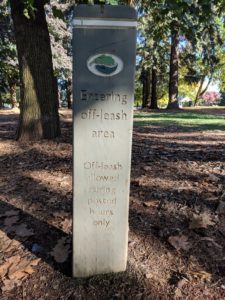 Entering
off-leash
area
Off-leash
allowed
during
posted
hours
only